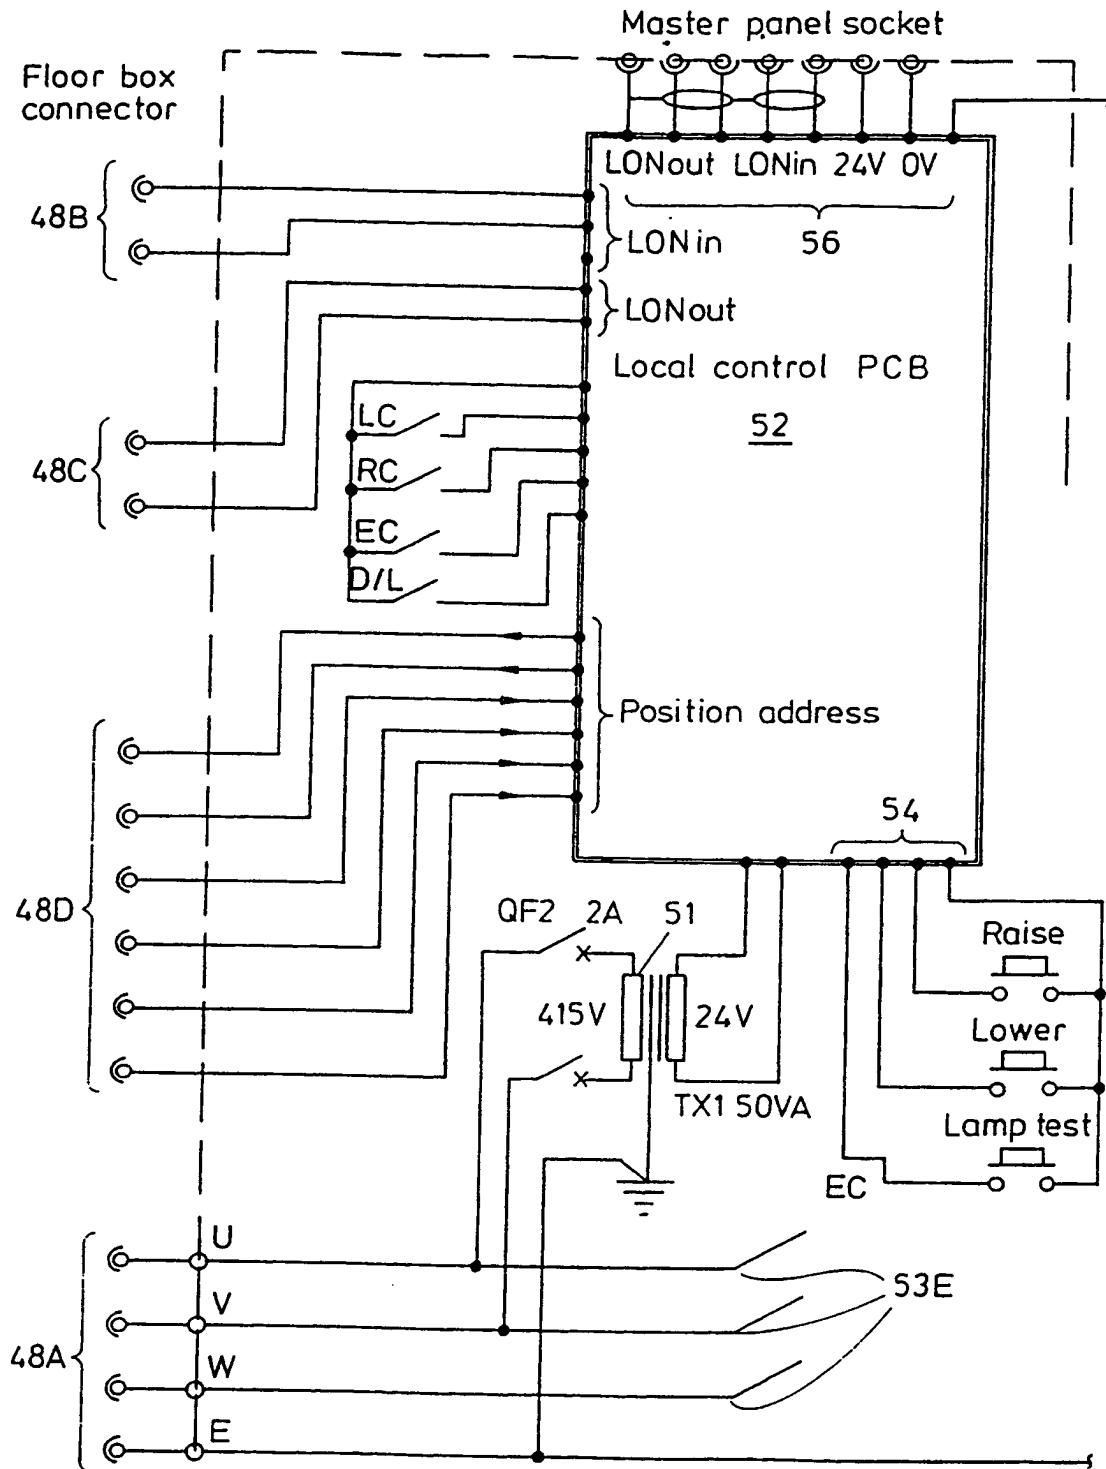 Master panel socket
Floor box
connector
LONout LONin 24V 0V
48B
LONin
56
LONout
Local control PCB
52
LC
48C
RC
EC
D/L
Position address
54
48D
QF2 2A 51
Raise
415V 24V
Lower
TX1 50VA
Lamp test
EC
U
53E
V
48A
W
E